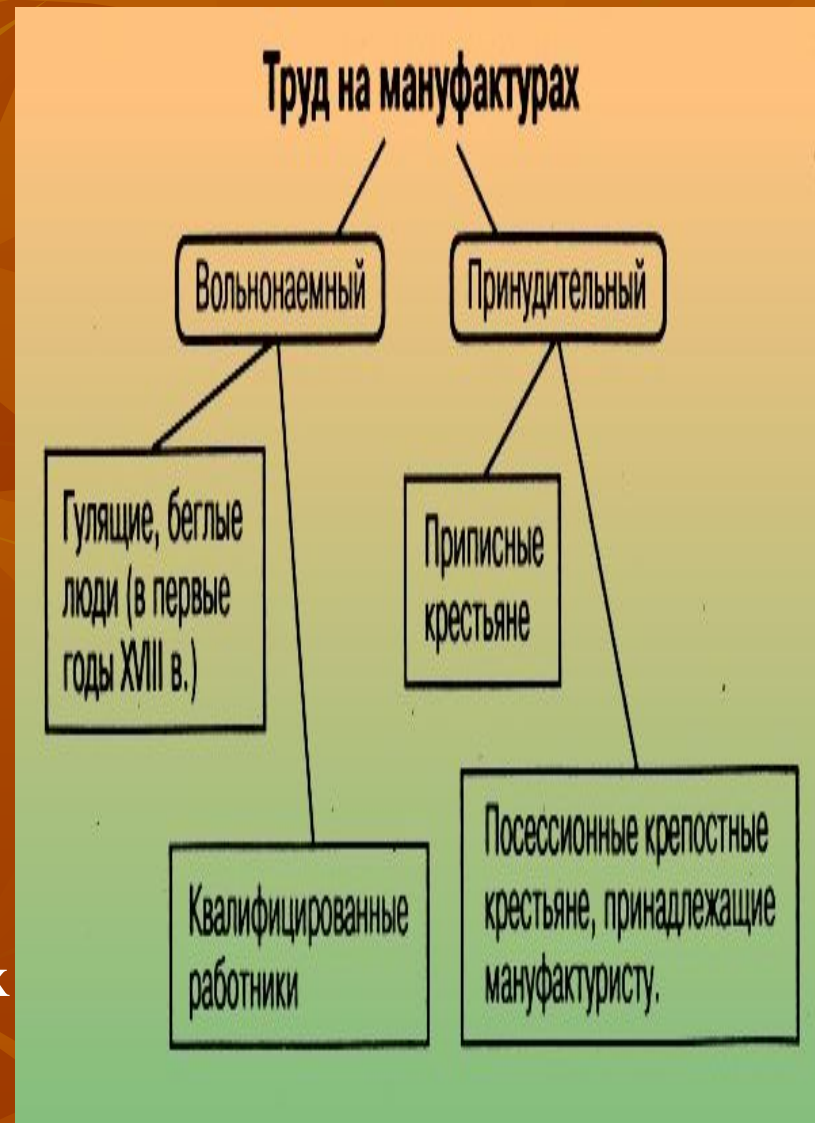 Труд на мануфактурах
Вольнонаемный
Принудительный
Гулящие, беглые
люди (в первые
годы XVIII в.)
Приписные
крестьяне
Квалифицированные
работники
Посессионные крепостные
крестьяне, принадлежащие
мануфактуристу.
к